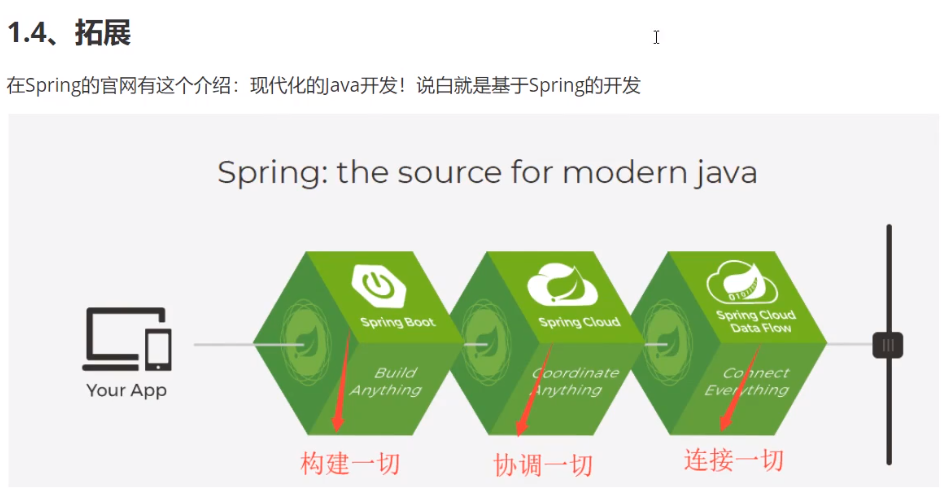 1.4、拓展
在Spring的官网有这个介绍：现代化的Java开发！说白就是基于Spring的开发
Spring: the source for modern java
Your App
Spring Boot
Build
Anything
构建一切
Spring Cloud
Coordinate
Anything
协调一切
Spring Cloud
Data Flow
Connect
Everything
连接一切